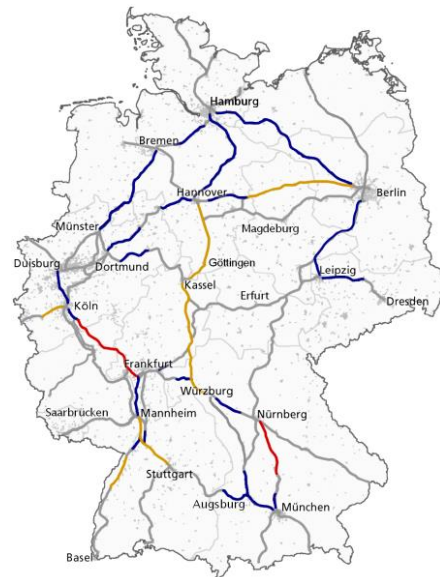 Hamburg
Bremen
Hannover
Berlin
Münster
Magdeburg
Duisburg
Dortmund
Göttingen
Leipzig
Kassel
Köln
Erfurt
Dresden
Frankfurt
Würzburg
Saarbrücken
Mannheim
Nürnberg
Stuttgart
Augsburg
München
Basel